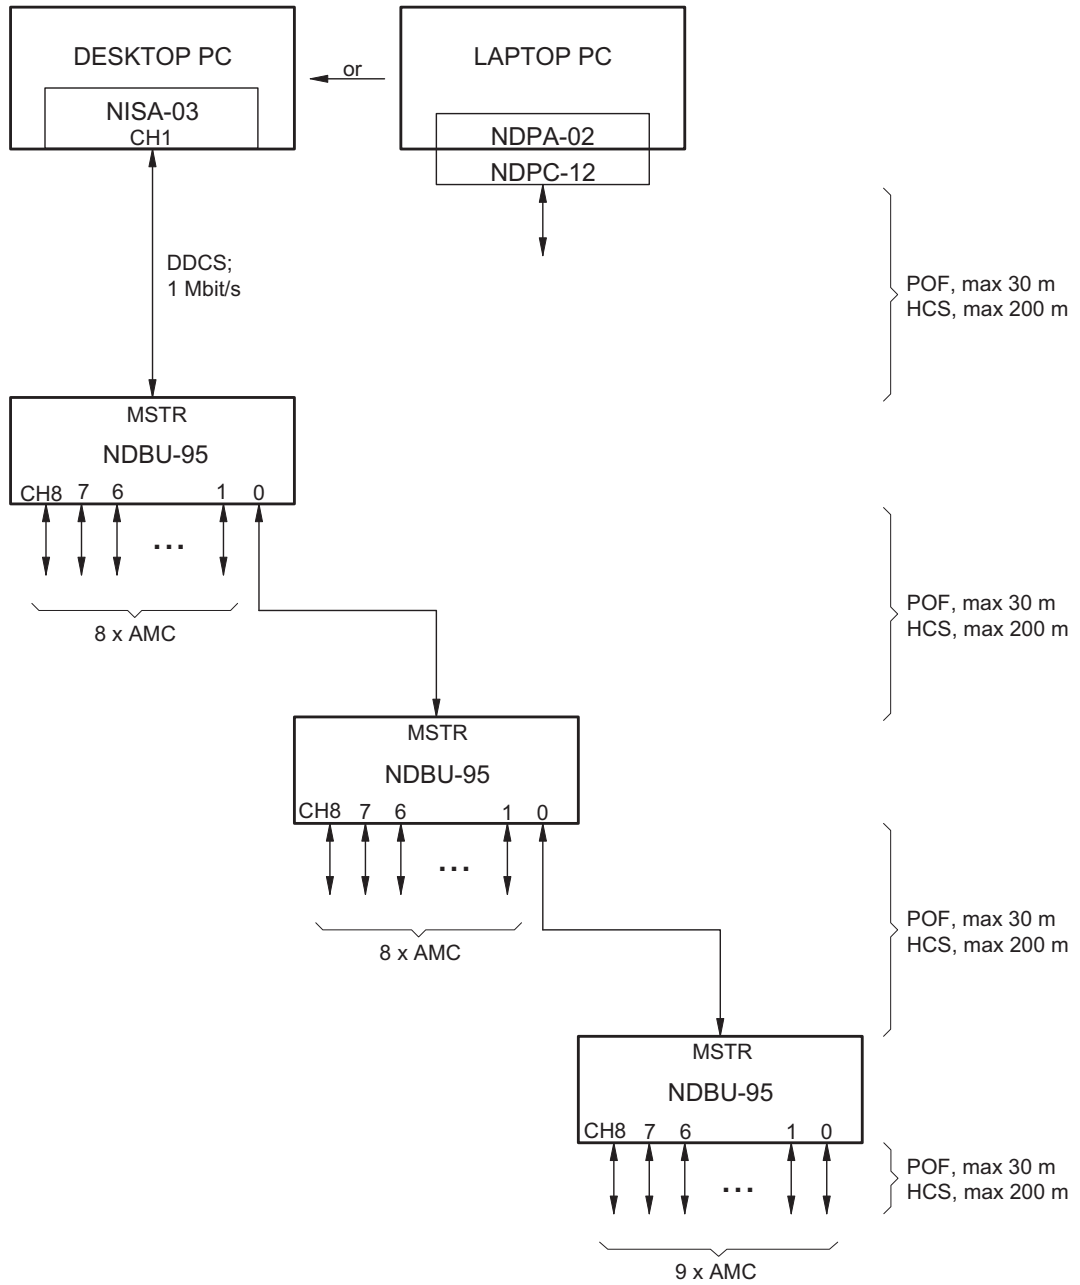 DESKTOP PC
NISA-03
CH1
or
LAPTOP PC
NDPA-02
NDPC-12
DDCS;
1 Mbit/s
POF, max 30 m
HCS, max 200 m
MSTR
NDBU-95
CH8 7 6 1 0
...
8 x AMC
POF, max 30 m
HCS, max 200 m
MSTR
NDBU-95
CH8 7 6 1 0
...
8 x AMC
POF, max 30 m
HCS, max 200 m
MSTR
NDBU-95
CH8 7 6 1 0
...
9 x AMC
POF, max 30 m
HCS, max 200 m